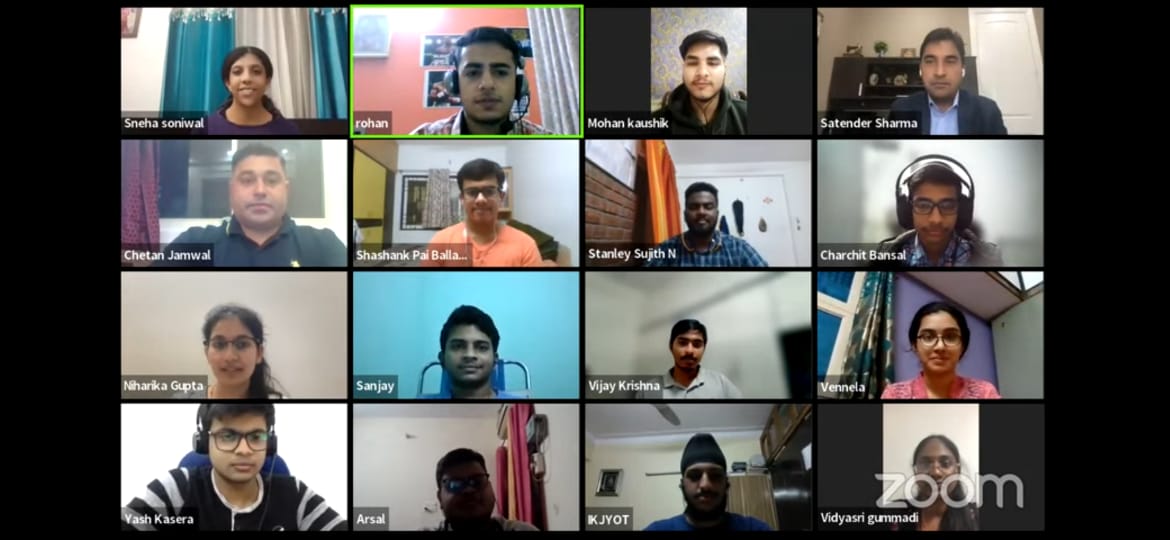 Sneha soniwal
rohan
Mohan kaushik
Satender Sharma
Chetan Jamwal
Shashank Pai Balla...
Stanley Sujith N
Charchit Bansal
Niharika Gupta
Sanjay
Vijay Krishna
Vennela
Yash Kasera
Arsal
IKJYOT
zoom
Vidyasri gummadi